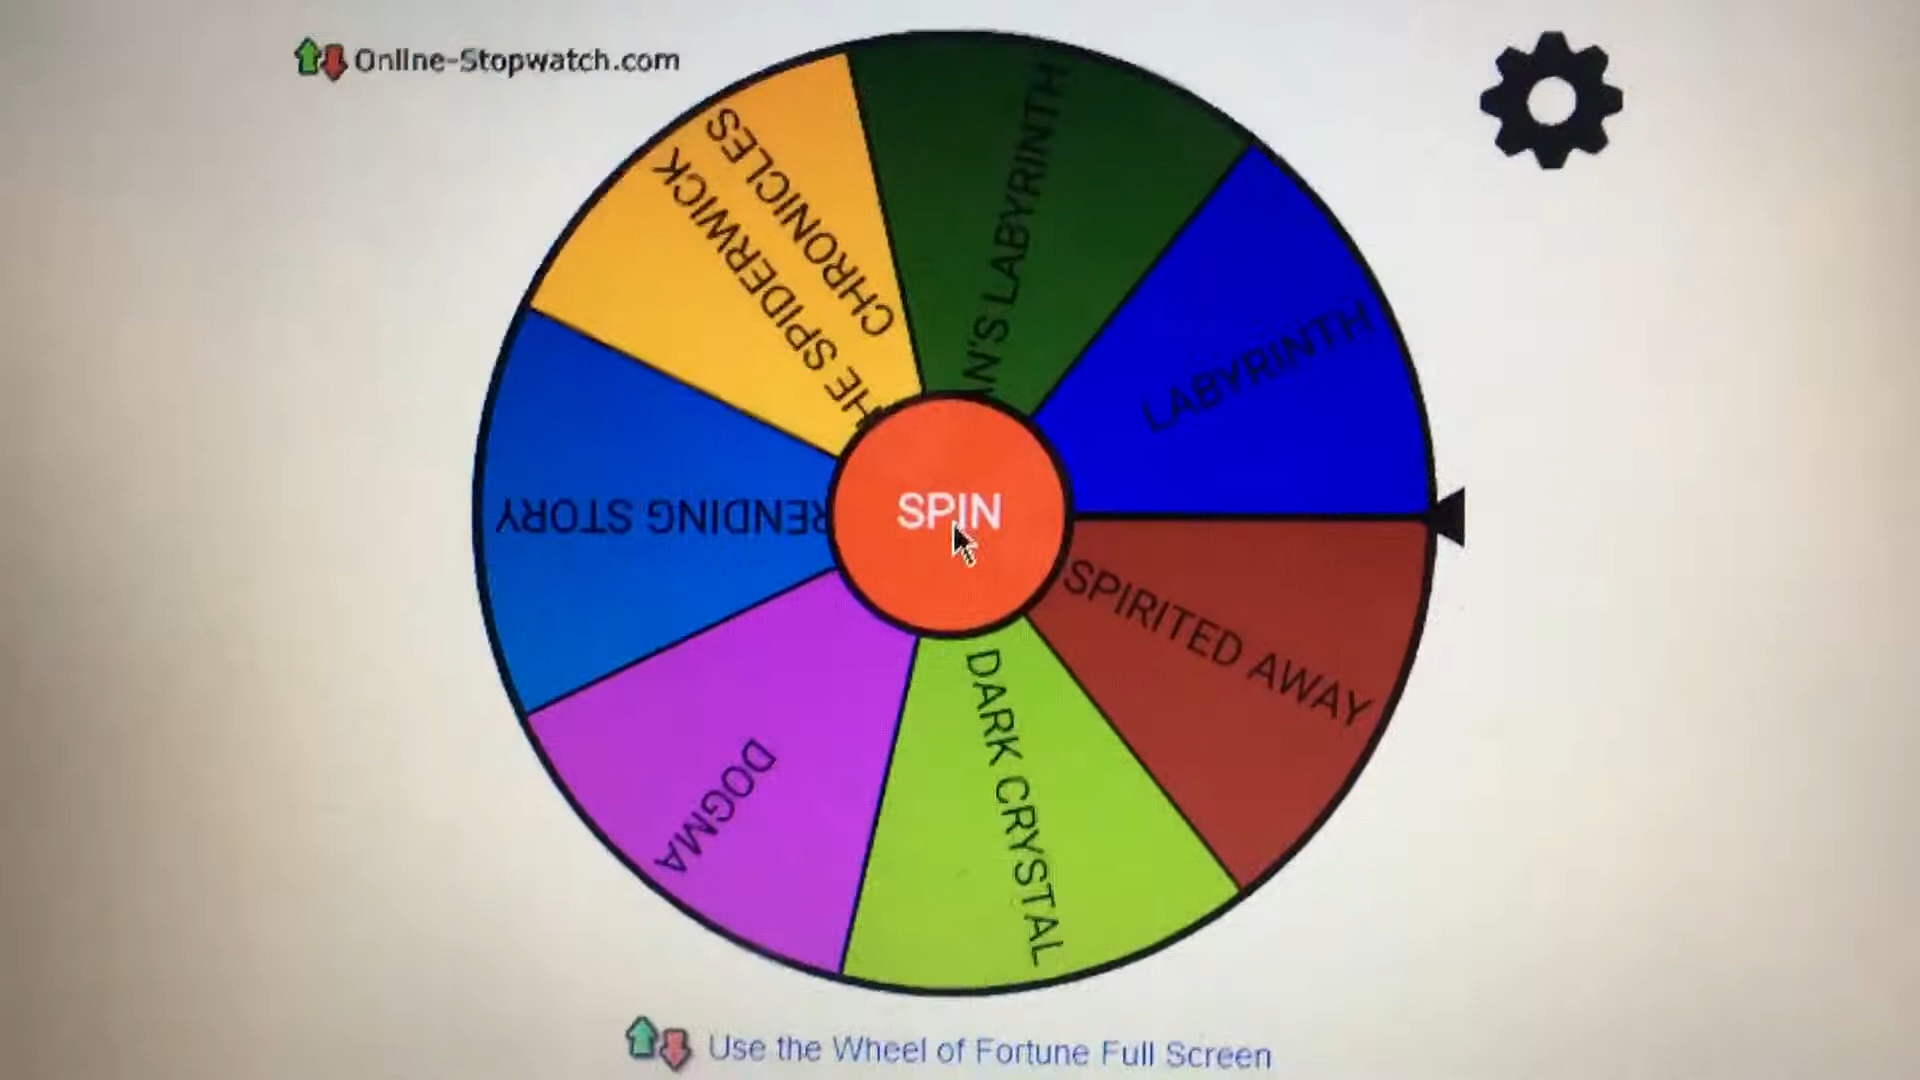 Online-Stopwatch.com
CHRONICLES
HE SPIDERWICK
N'S LABYRINTH
LABYRINTH
RENDING STORY
SPIN
SPIRITED AWAY
DOGMA
DARK CRYSTAL
Use the Wheel of Fortune Full Screen